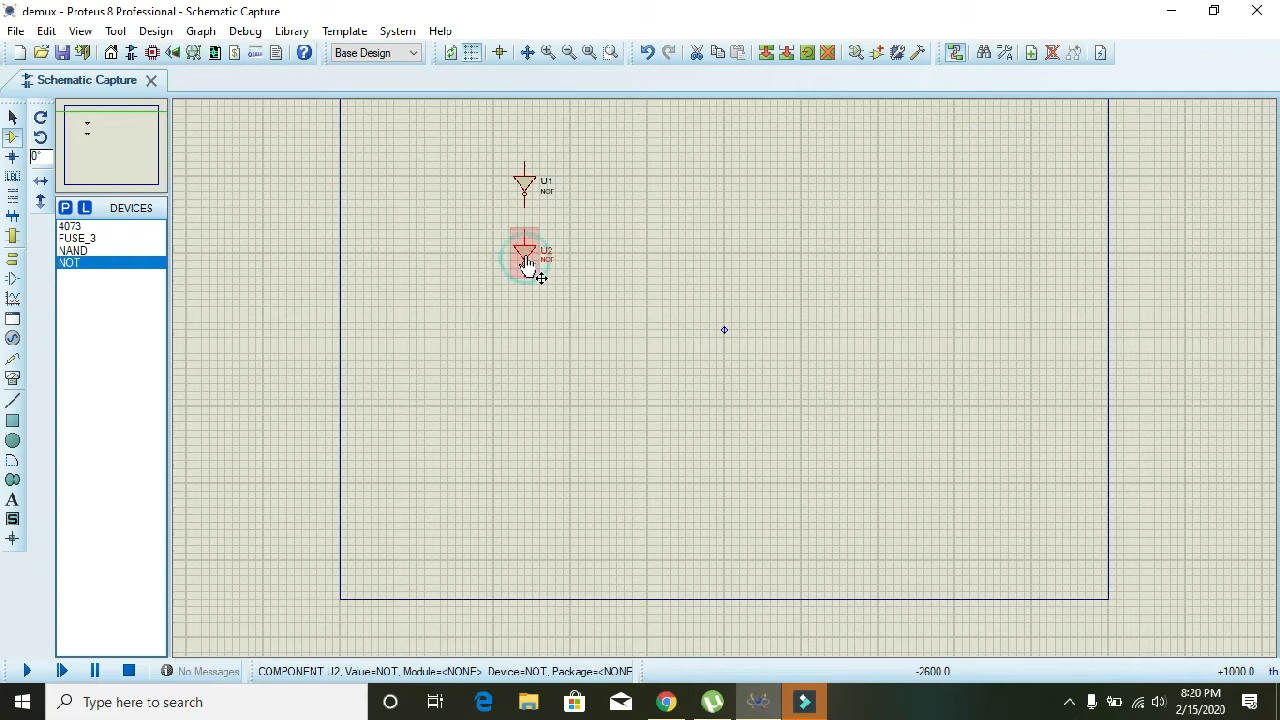 demux - Proteus 8 Professional - Schematic Capture
File Edit View Tool Design Graph Debug Library Template System Help
Base Design
Schematic Capture
0°
P L DEVICES
4073
FUSE_3
NAND
NOT
U1
NOT
U2
NOT
No Messages
COMPONENT U2, Value=NOT, Module=<NONE>, Device=NOT, Package=<NONE
-2600.0
+1000.0
th
Type here to search
8:20 PM
2/15/2020